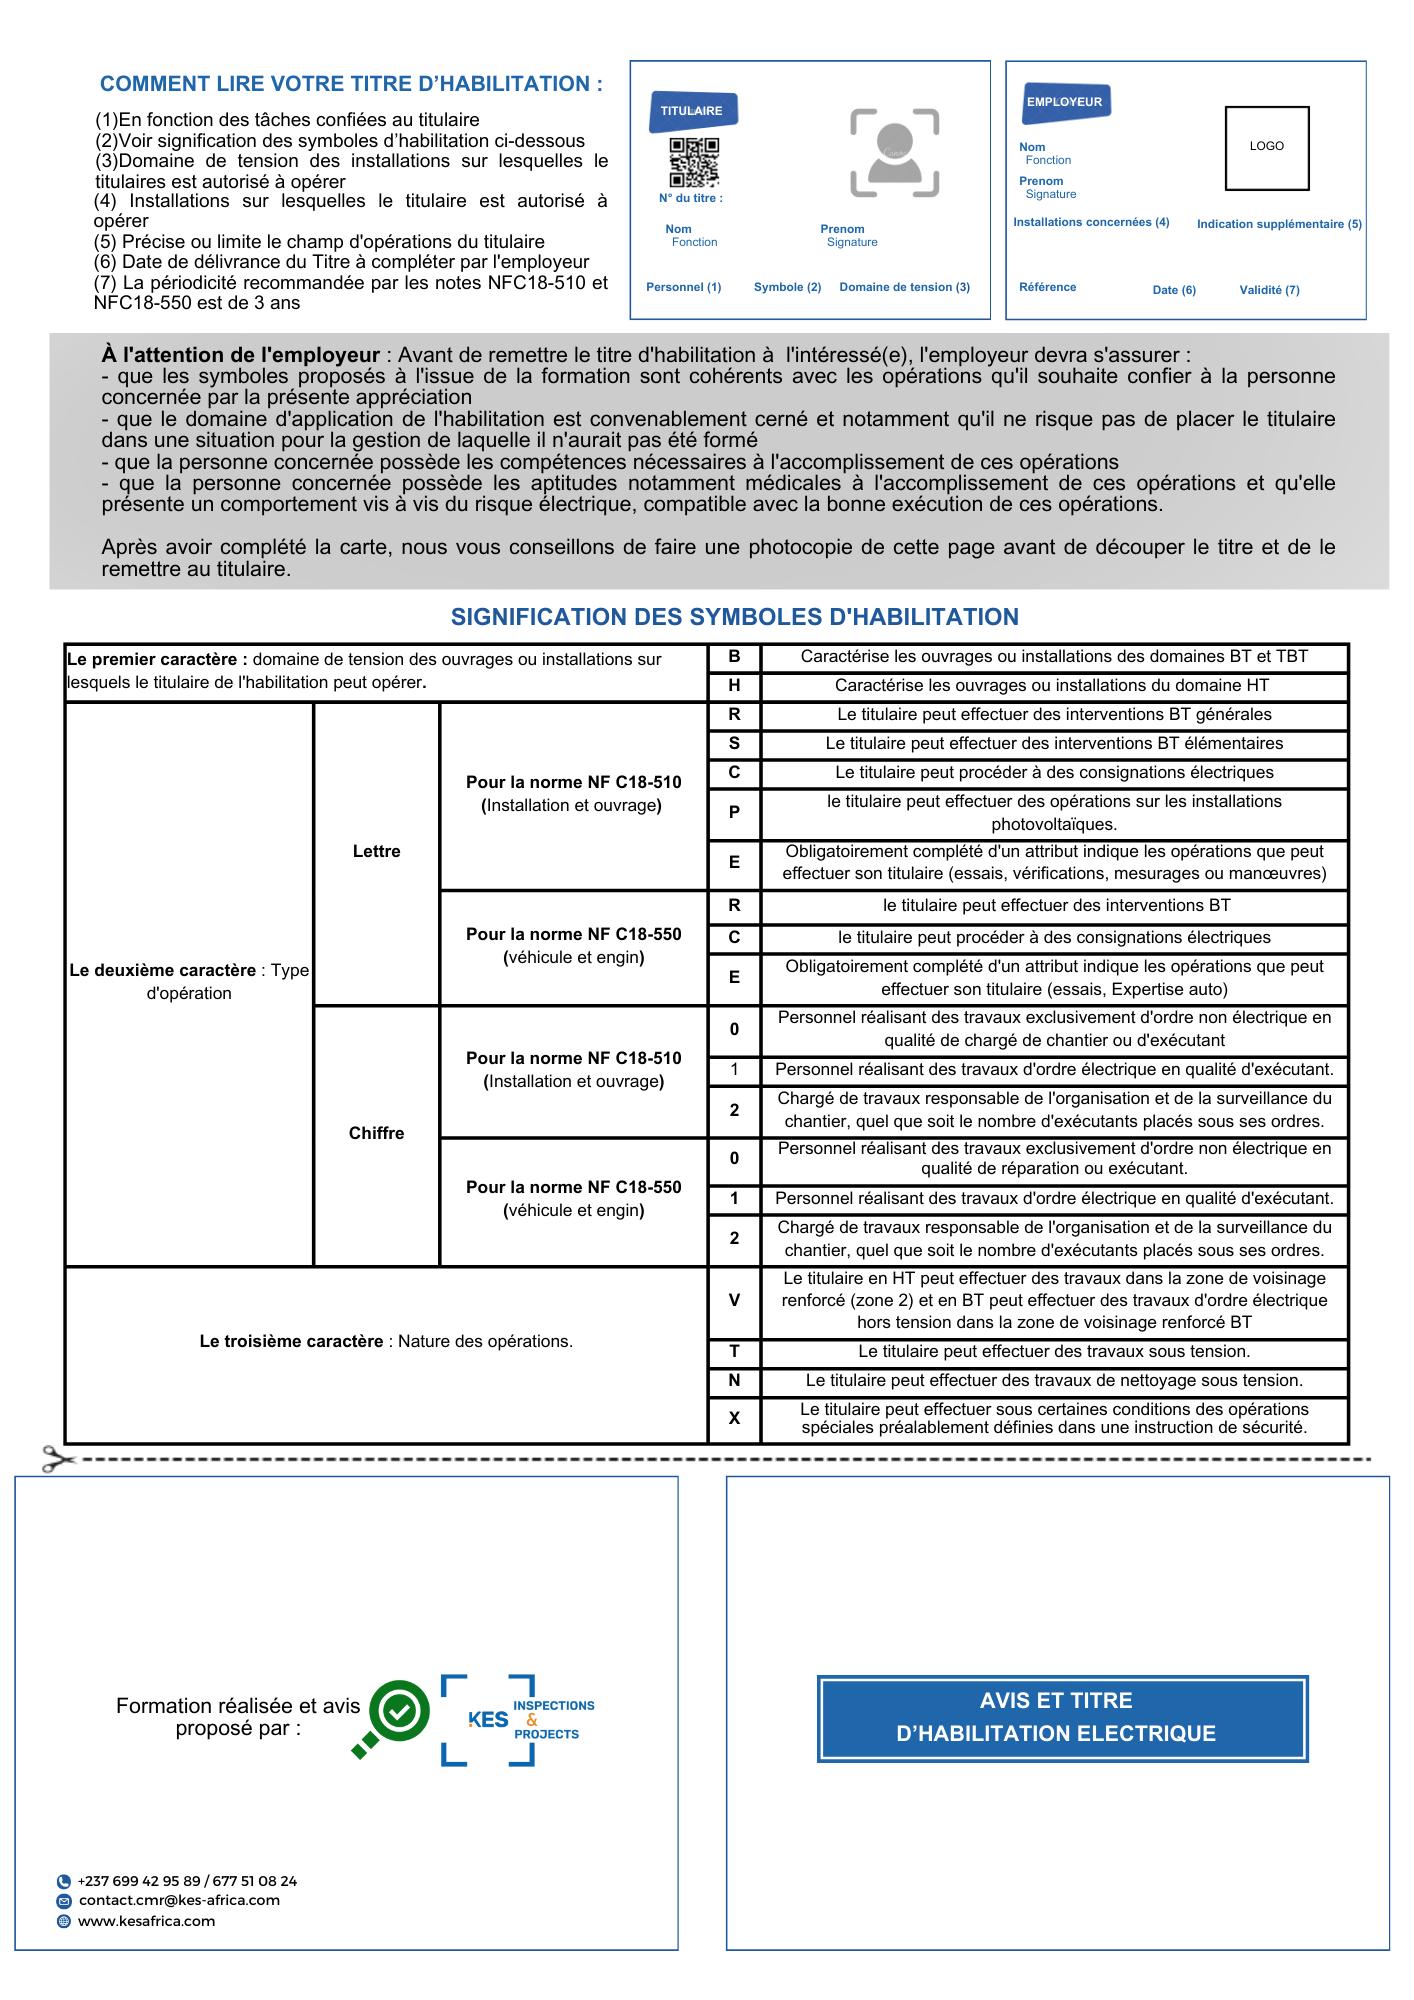 COMMENT LIRE VOTRE TITRE D’HABILITATION :
(1)En fonction des tâches confiées au titulaire
(2)Voir signification des symboles d’habilitation ci-dessous
(3)Domaine de tension des installations sur lesquelles le
titulaires est autorisé à opérer
(4) Installations sur lesquelles le titulaire est autorisé à
opérer
(5) Précise ou limite le champ d'opérations du titulaire
(6) Date de délivrance du Titre à compléter par l'employeur
(7) La périodicité recommandée par les notes NFC18-510 et
NFC18-550 est de 3 ans
TITULAIRE
N° du titre :
Nom
Fonction
Prenom
Signature
Personnel (1)
Symbole (2)
Domaine de tension (3)
EMPLOYEUR
LOGO
Nom
Fonction
Prenom
Signature
Installations concernées (4)
Indication supplémentaire (5)
Référence
Date (6)
Validité (7)
À l'attention de l'employeur : Avant de remettre le titre d'habilitation à l'intéressé(e), l'employeur devra s'assurer :
- que les symboles proposés à l'issue de la formation sont cohérents avec les opérations qu'il souhaite confier à la personne
concernée par la présente appréciation
- que le domaine d'application de l'habilitation est convenablement cerné et notamment qu'il ne risque pas de placer le titulaire
dans une situation pour la gestion de laquelle il n'aurait pas été formé
- que la personne concernée possède les compétences nécessaires à l'accomplissement de ces opérations
- que la personne concernée possède les aptitudes notamment médicales à l'accomplissement de ces opérations et qu'elle
présente un comportement vis à vis du risque électrique, compatible avec la bonne exécution de ces opérations.
Après avoir complété la carte, nous vous conseillons de faire une photocopie de cette page avant de découper le titre et de le
remettre au titulaire.
SIGNIFICATION DES SYMBOLES D'HABILITATION
Le premier caractère : domaine de tension des ouvrages ou installations sur
lesquels le titulaire de l'habilitation peut opérer.
B
Caractérise les ouvrages ou installations des domaines BT et TBT
H
Caractérise les ouvrages ou installations du domaine HT
Le deuxième caractère : Type
d'opération
Lettre
Pour la norme NF C18-510
(Installation et ouvrage)
R
Le titulaire peut effectuer des interventions BT générales
S
Le titulaire peut effectuer des interventions BT élémentaires
C
Le titulaire peut procéder à des consignations électriques
P
le titulaire peut effectuer des opérations sur les installations
photovoltaïques.
E
Obligatoirement complété d'un attribut indique les opérations que peut
effectuer son titulaire (essais, vérifications, mesurages ou manœuvres)
Pour la norme NF C18-550
(véhicule et engin)
R
le titulaire peut effectuer des interventions BT
C
le titulaire peut procéder à des consignations électriques
E
Obligatoirement complété d'un attribut indique les opérations que peut
effectuer son titulaire (essais, Expertise auto)
Chiffre
Pour la norme NF C18-510
(Installation et ouvrage)
0
Personnel réalisant des travaux exclusivement d'ordre non électrique en
qualité de chargé de chantier ou d'exécutant
1
Personnel réalisant des travaux d'ordre électrique en qualité d'exécutant.
2
Chargé de travaux responsable de l'organisation et de la surveillance du
chantier, quel que soit le nombre d'exécutants placés sous ses ordres.
Pour la norme NF C18-550
(véhicule et engin)
0
Personnel réalisant des travaux exclusivement d'ordre non électrique en
qualité de réparation ou exécutant.
1
Personnel réalisant des travaux d'ordre électrique en qualité d'exécutant.
2
Chargé de travaux responsable de l'organisation et de la surveillance du
chantier, quel que soit le nombre d'exécutants placés sous ses ordres.
Le troisième caractère : Nature des opérations.
V
Le titulaire en HT peut effectuer des travaux dans la zone de voisinage
renforcé (zone 2) et en BT peut effectuer des travaux d'ordre électrique
hors tension dans la zone de voisinage renforcé BT
T
Le titulaire peut effectuer des travaux sous tension.
N
Le titulaire peut effectuer des travaux de nettoyage sous tension.
X
Le titulaire peut effectuer sous certaines conditions des opérations
spéciales préalablement définies dans une instruction de sécurité.
Formation réalisée et avis
proposé par :
KES INSPECTIONS
&
PROJECTS
+237 699 42 95 89 / 677 51 08 24
contact.cmr@kes-africa.com
www.kesafrica.com
AVIS ET TITRE
D’HABILITATION ELECTRIQUE